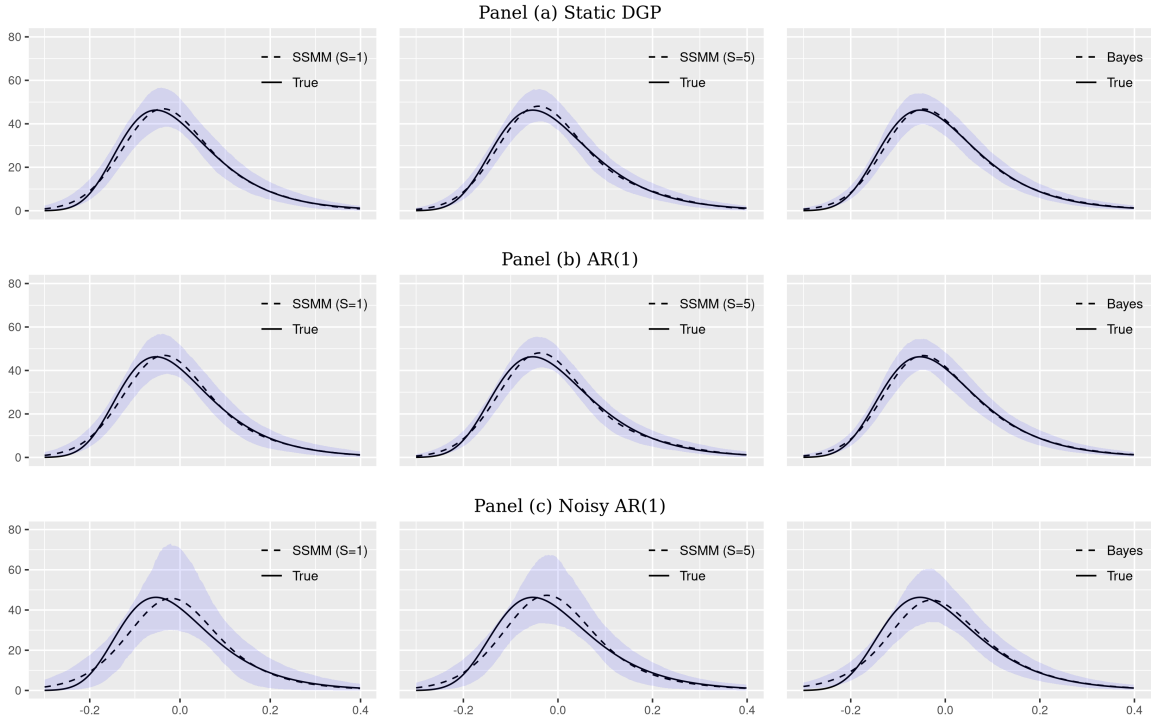 Panel (a) Static DGP
80
60
40
20
0
SSMM (S=1)
True
SSMM (S=5)
True
Bayes
True
Panel (b) AR(1)
80
60
40
20
0
SSMM (S=1)
True
SSMM (S=5)
True
Bayes
True
Panel (c) Noisy AR(1)
80
60
40
20
0
SSMM (S=1)
True
SSMM (S=5)
True
Bayes
True
-0.2 0.0 0.2 0.4 -0.2 0.0 0.2 0.4 -0.2 0.0 0.2 0.4